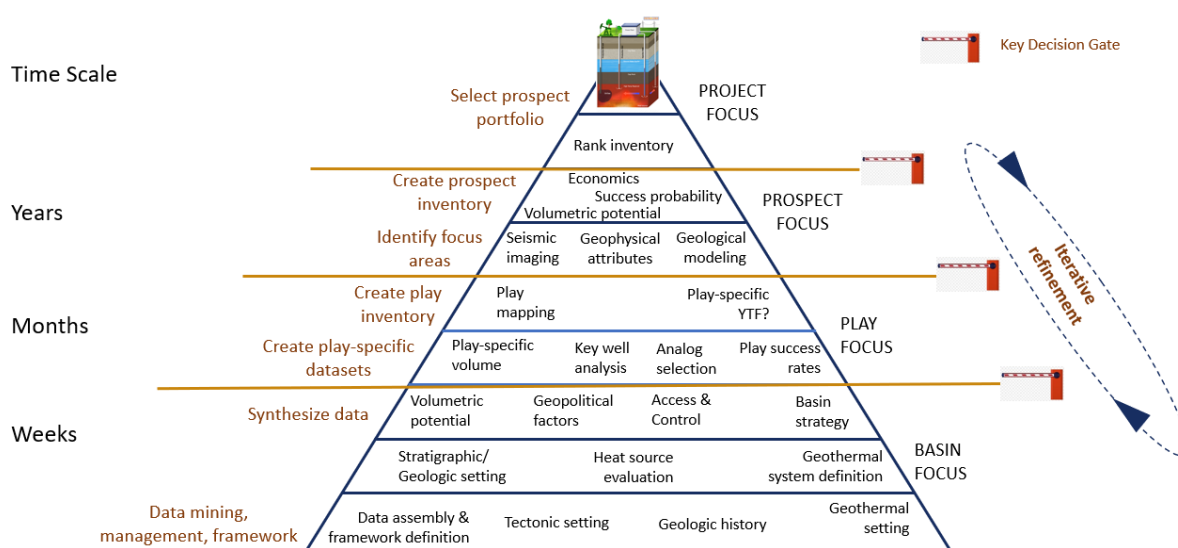 Key Decision Gate
Time Scale
Select prospect
portfolio
PROJECT
FOCUS
Rank inventory
Create prospect
inventory
Economics
Success probability
Volumetric potential
Years
PROSPECT
FOCUS
Identify focus
areas
Seismic
imaging
Geophysical
attributes
Geological
modeling
Iterative
refinement
Create play
inventory
Play
mapping
Play-specific
YTF?
Months
PLAY
FOCUS
Create play-specific
datasets
Play-specific
volume
Key well
analysis
Analog
selection
Play success
rates
Synthesize data
Volumetric
potential
Geopolitical
factors
Access &
Control
Basin
strategy
Weeks
BASIN
FOCUS
Stratigraphic/
Geologic setting
Heat source
evaluation
Geothermal
system definition
Data mining,
management, framework
Data assembly &
framework definition
Tectonic setting
Geologic history
Geothermal
setting